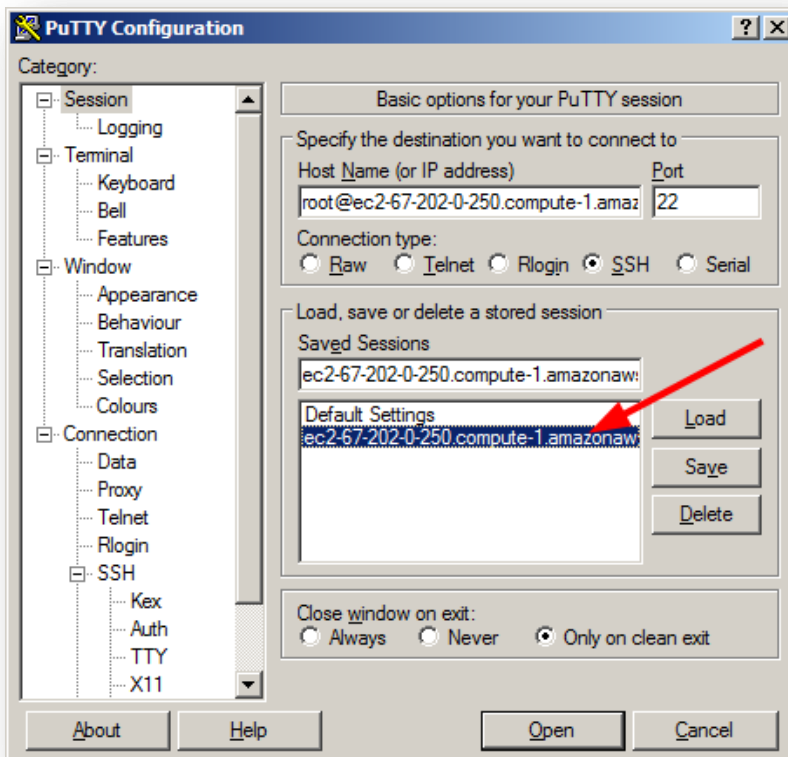 PuTTY Configuration
Category:
Session
Logging
Terminal
Keyboard
Bell
Features
Window
Appearance
Behaviour
Translation
Selection
Colours
Connection
Data
Proxy
Telnet
Rlogin
SSH
Kex
Auth
TTY
X11
Basic options for your PuTTY session
Specify the destination you want to connect to
Host Name (or IP address) Port
root@ec2-67-202-0-250.compute-1.amaz 22
Connection type:
Raw Telnet Rlogin SSH Serial
Load, save or delete a stored session
Saved Sessions
ec2-67-202-0-250.compute-1.amazonaws
Default Settings
ec2-67-202-0-250.compute-1.amazonaw
Load
Save
Delete
Close window on exit:
Always Never Only on clean exit
About Help Open Cancel